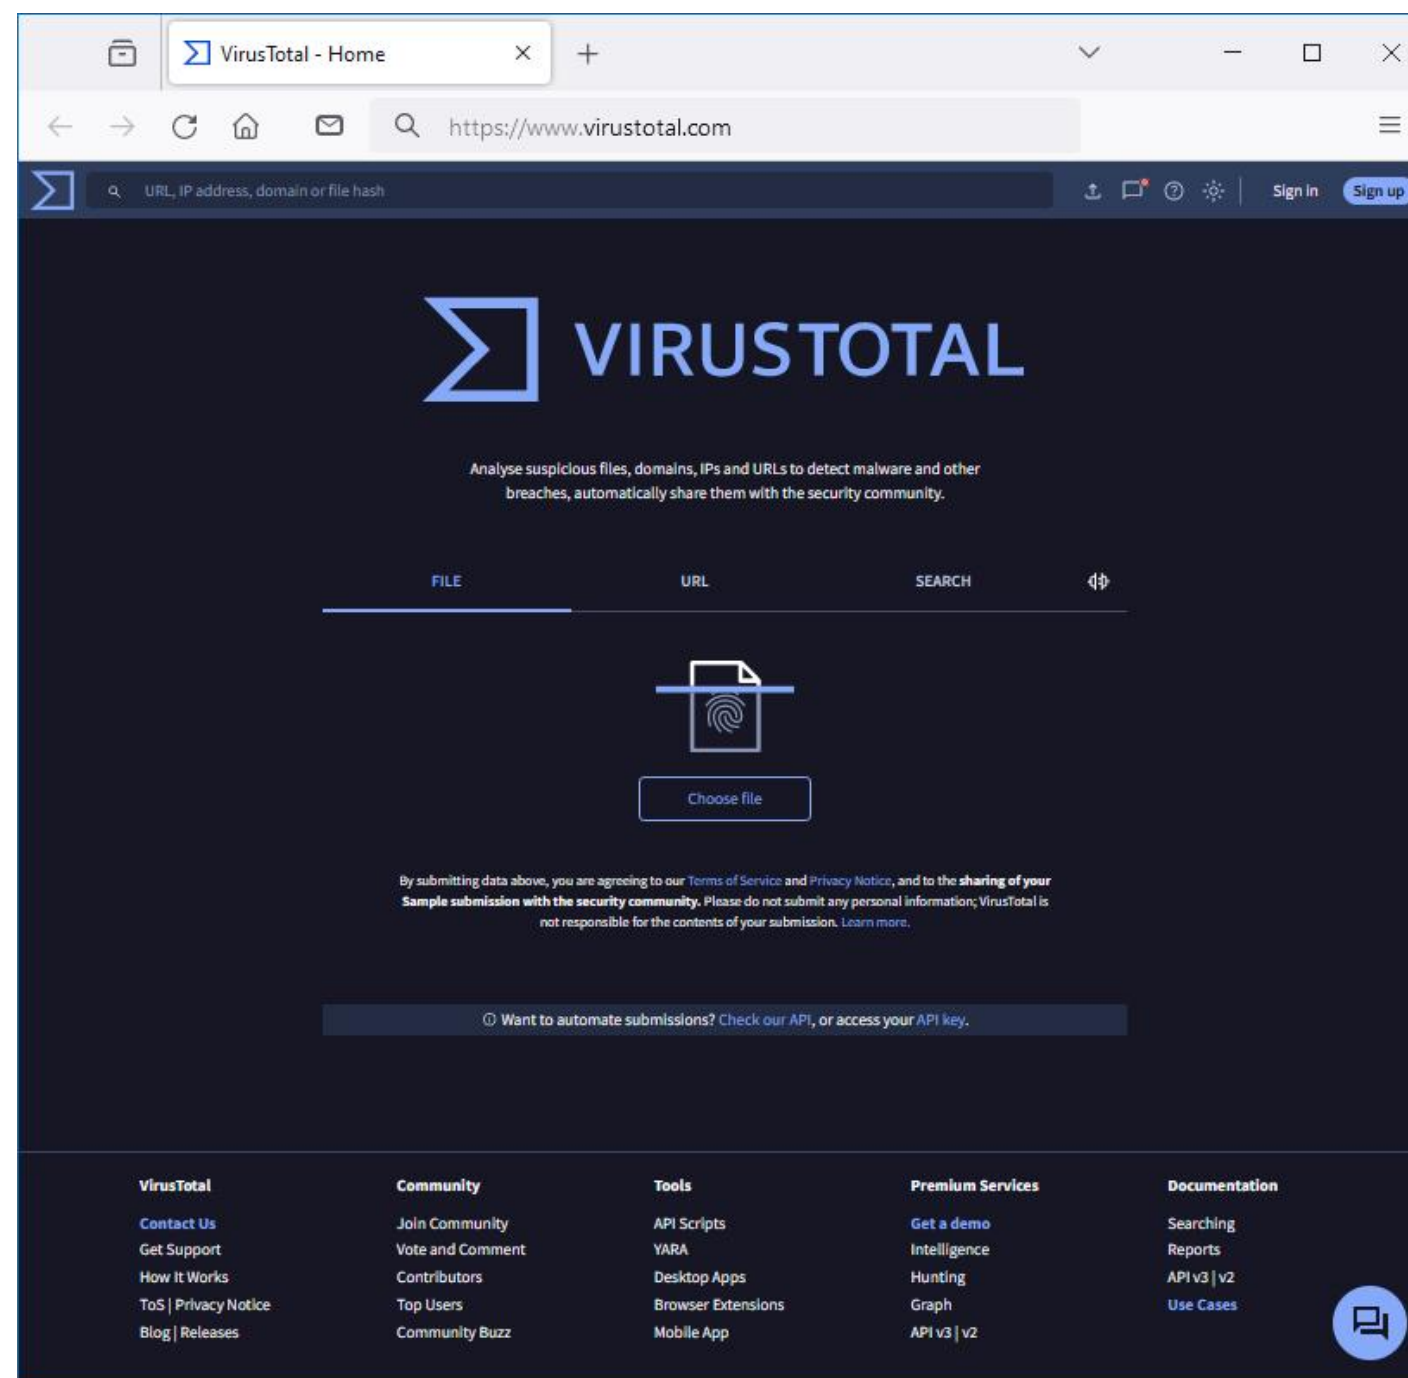 VirusTotal - Home
https://www.virustotal.com
URL, IP address, domain or file hash
Sign in
Sign up
VIRUSTOTAL
Analyse suspicious files, domains, IPs and URLs to detect malware and other
breaches, automatically share them with the security community.
FILE
URL
SEARCH
Choose file
By submitting data above, you are agreeing to our Terms of Service and Privacy Notice, and to the sharing of your
Sample submission with the security community. Please do not submit any personal information; VirusTotal is
not responsible for the contents of your submission. Learn more.
Want to automate submissions? Check our API, or access your API key.
VirusTotal
Contact Us
Get Support
How It Works
ToS | Privacy Notice
Blog | Releases
Community
Join Community
Vote and Comment
Contributors
Top Users
Community Buzz
Tools
API Scripts
YARA
Desktop Apps
Browser Extensions
Mobile App
Premium Services
Get a demo
Intelligence
Hunting
Graph
API v3 | v2
Documentation
Searching
Reports
API v3 | v2
Use Cases